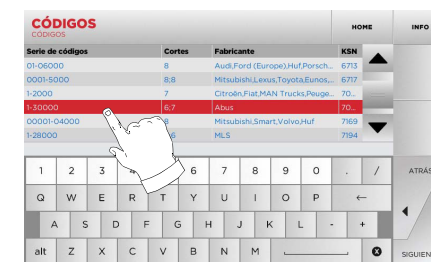 CÓDIGOS HOME INFO
CÓDIGOS
Serie de códigos Cortes Fabricante KSN
01-06000 8 Audi,Ford (Europe),Huf,Porsch... 6713
0001-5000 8;8 Mitsubishi,Lexus,Toyota,Eunos,... 6717
1-2000 7 Citroën,Fiat,MAN Trucks,Peuge... 70...
1-30000 6;7 Abus 70...
00001-04000 8 Mitsubishi,Smart,Volvo,Huf 7169
1-28000 6 MLS 7194
1 2 3 6 7 8 9 0 . / ATRÁS
Q W E R T Y U I O P ←
A S D F G H J K L - +
alt Z X C V B N M SIGUIEN